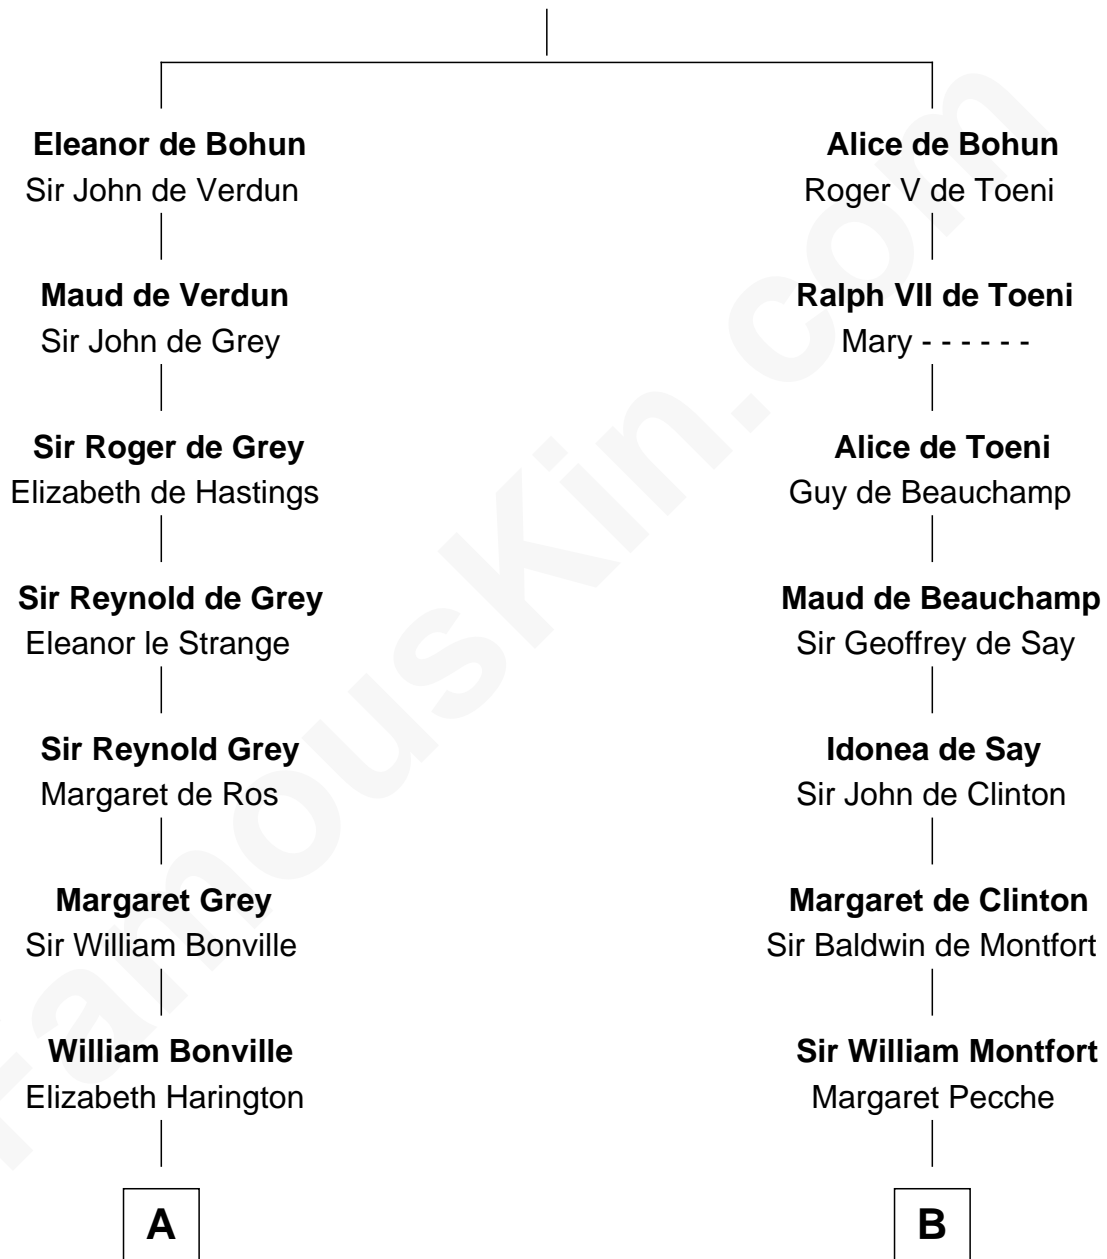 Eleanor de Bohun
Sir John de Verdun
Maud de Verdun
Sir John de Grey
Sir Roger de Grey
Elizabeth de Hastings
Sir Reynold de Grey
Eleanor le Strange
Sir Reynold Grey
Margaret de Ros
Margaret Grey
Sir William Bonville
William Bonville
Elizabeth Harington
A
Alice de Bohun
Roger V de Toeni
Ralph VII de Toeni
Mary - - - - - -
Alice de Toeni
Guy de Beauchamp
Maud de Beauchamp
Sir Geoffrey de Say
Idonea de Say
Sir John de Clinton
Margaret de Clinton
Sir Baldwin de Montfort
Sir William Montfort
Margaret Pecche
B
FamousKin.com